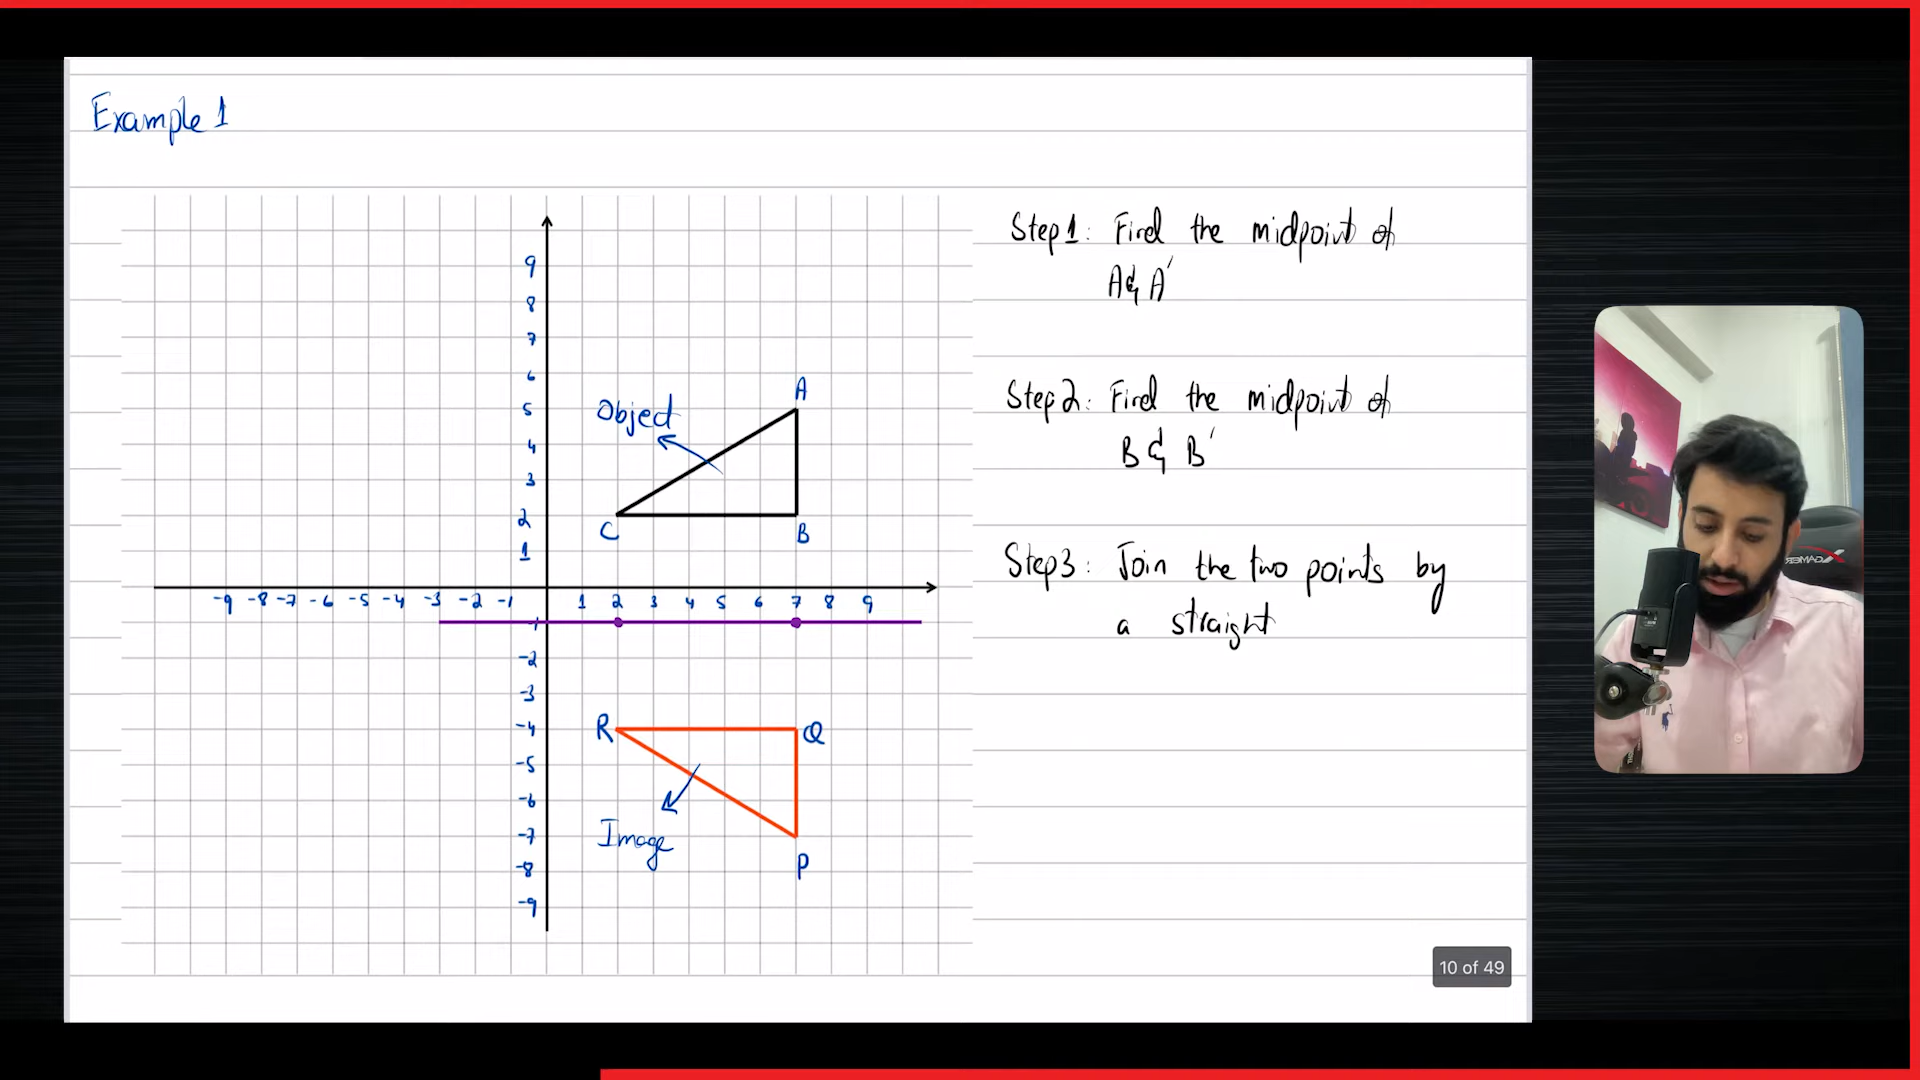 Example 1
Step 1: Find the midpoint of
A & A'
Step 2: Find the midpoint of
B & B'
Step 3: Join the two points by
a straight
9
8
7
6
5
4
3
2
1
A
Object
C
B
-9 -8 -7 -6 -5 -4 -3 -2 -1 1 2 3 4 5 6 7 8 9
-1
-2
-3
-4
-5
-6
-7
-8
-9
R
Q
Image
P
GAMER
10 of 49